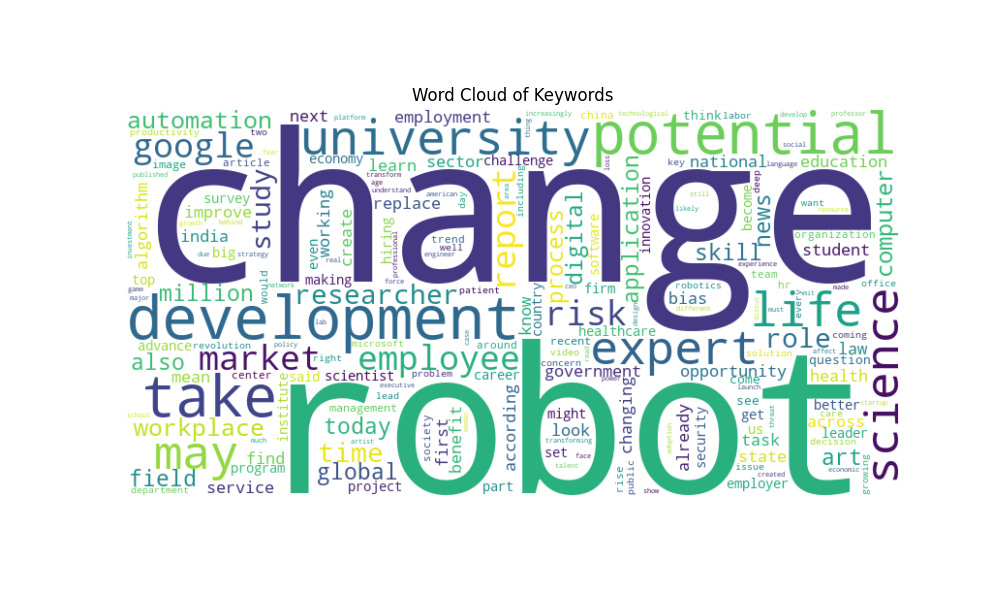 Word Cloud of Keywords
automation
next
employment
increasingly
china
technological
think
labor
develop
professor
productivity
two
google
university
potential
thing
social
image
article
economy
learn
sector
challenge
loss
key
national
language
education
published
transform
age
understand
american
change
survey
study
improve
algorithm
replace
report
area
including
application
innovation
digital
process
software
deep
become
news
still
likely
want
resource
organization
student
computer
growth
behind
india
big
due
strategy
even
working
create
hiring
professional
day
trend
well
engineer
skill
experience
investment
top
game
major
million
would
network
real
platform
making
force
patient
researcher
country
know
firm
ceo
bias
robotics
different
team
hr
every
mit
made
office
development
lab
policy
case
risk
healthcare
life
must
role
coming
law
affect
question
solution
advance
revolution
also
market
right
microsoft
around
employee
recent
video
concern
read
expert
government
power
opportunity
mean
center
said
scientist
problem
career
executive
lead
come
launch
startup
health
science
take
institute
management
robot
changing
school
workplace
much
today
artist
society
first
benefit
woman
according
might
look
transforming
set
face
talent
adoption
already
security
see
get
us
task
threat
better
care
across
leader
decision
may
find
time
program
global
field
department
service
project
part
rise
public
show
issue
employer
state
created
art
economic
growing
fear
design